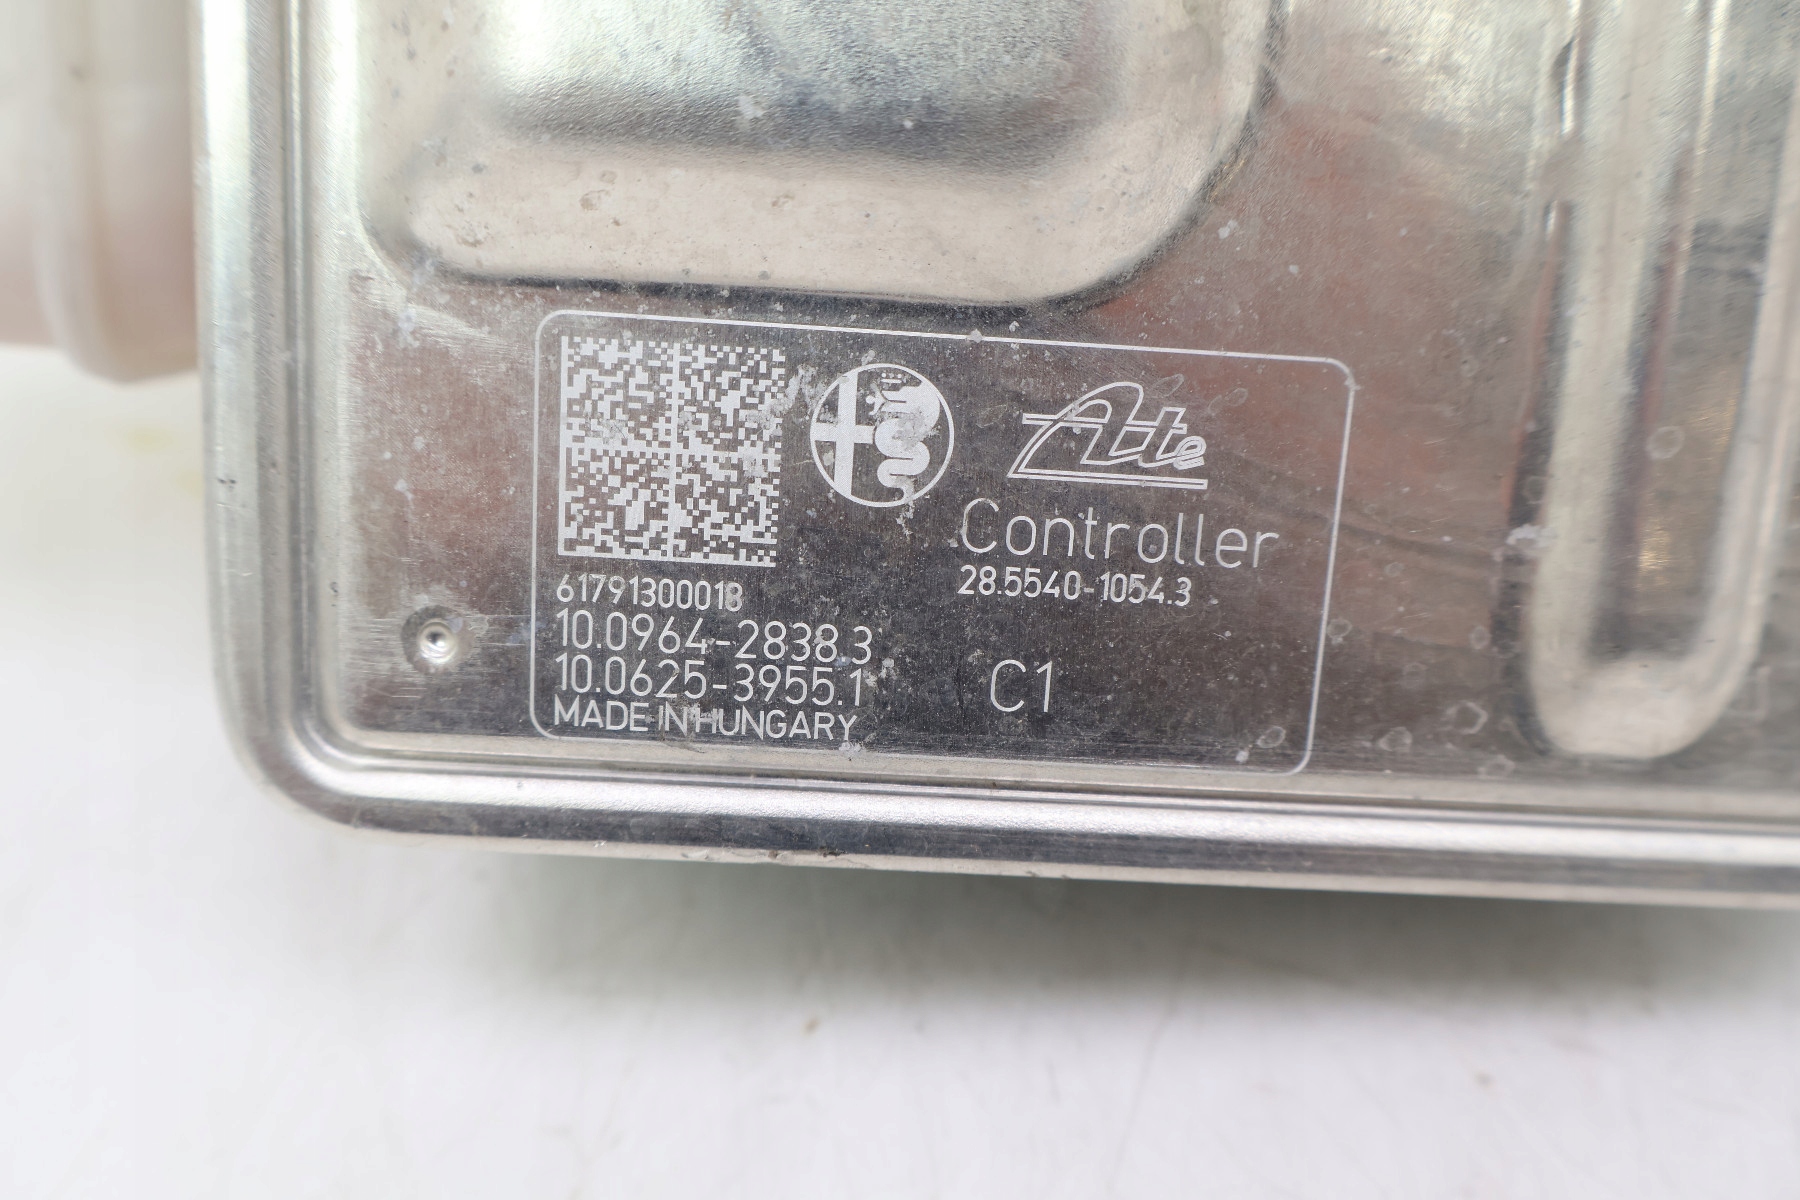 Ate
Controller
28.5540-1054.3
61791300018
10.0964-2838.3
10.0625-3955.1
C1
MADE IN HUNGARY